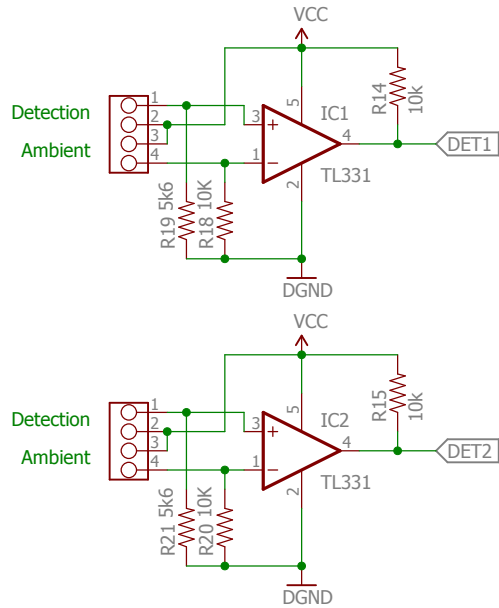 VCC
R14
10k
Detection
Ambient
1
2
3
4
3
1
+
-
5
2
4
IC1
TL331
DET1
R19 5k6
R18 10K
DGND
VCC
R15
10k
Detection
Ambient
1
2
3
4
3
1
+
-
5
2
4
IC2
TL331
DET2
R21 5k6
R20 10K
DGND